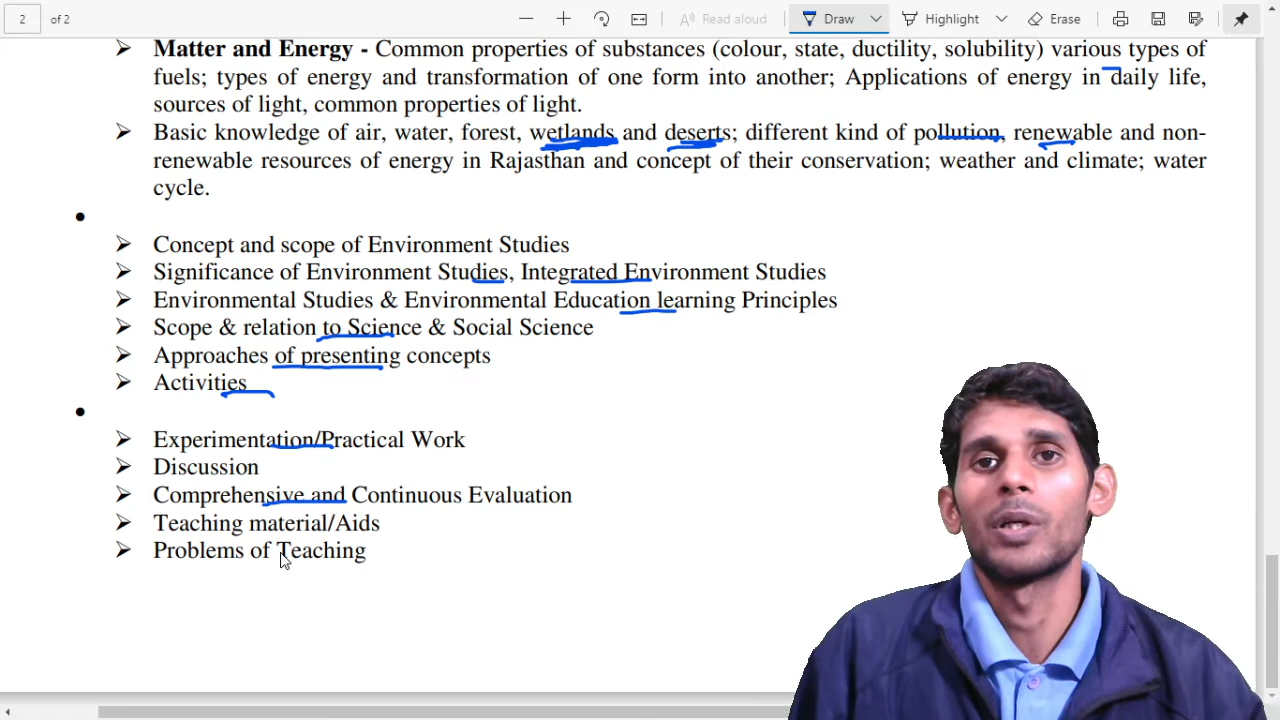 2 of 2 Read aloud Draw Highlight Erase
➢ Matter and Energy - Common properties of substances (colour, state, ductility, solubility) various types of
fuels; types of energy and transformation of one form into another; Applications of energy in daily life,
sources of light, common properties of light.
➢ Basic knowledge of air, water, forest, wetlands and deserts; different kind of pollution, renewable and non-
renewable resources of energy in Rajasthan and concept of their conservation; weather and climate; water
cycle.
•
➢ Concept and scope of Environment Studies
➢ Significance of Environment Studies, Integrated Environment Studies
➢ Environmental Studies & Environmental Education learning Principles
➢ Scope & relation to Science & Social Science
➢ Approaches of presenting concepts
➢ Activities
•
➢ Experimentation/Practical Work
➢ Discussion
➢ Comprehensive and Continuous Evaluation
➢ Teaching material/Aids
➢ Problems of Teaching